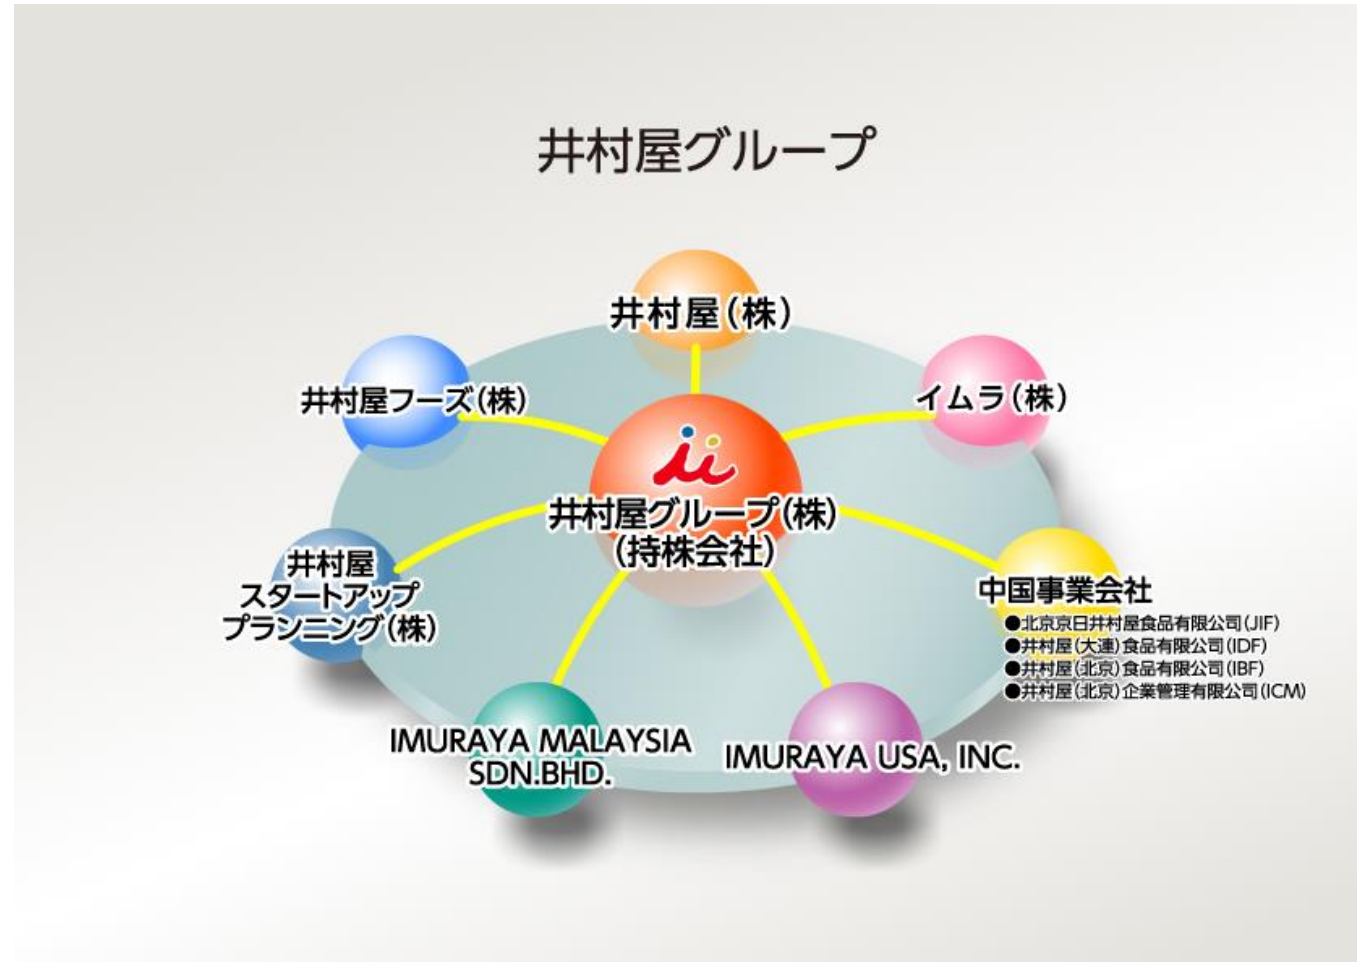 井村屋グループ
井村屋(株)
井村屋フーズ(株)
イムラ(株)
井村屋グループ(株)
(持株会社)
井村屋
スタートアップ
プランニング(株)
中国事業会社
●北京京日井村屋食品有限公司(JIF)
●井村屋(大連)食品有限公司(IDF)
●井村屋(北京)食品有限公司(IBF)
●井村屋(北京)企業管理有限公司(ICM)
IMURAYA MALAYSIA
SDN.BHD.
IMURAYA USA, INC.